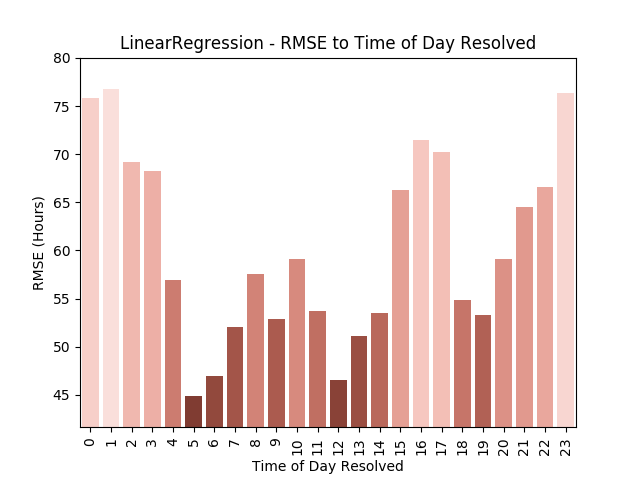 LinearRegression - RMSE to Time of Day Resolved
80
75
70
65
60
55
50
45
RMSE (Hours)
0 1 2 3 4 5 6 7 8 9 10 11 12 13 14 15 16 17 18 19 20 21 22 23
Time of Day Resolved